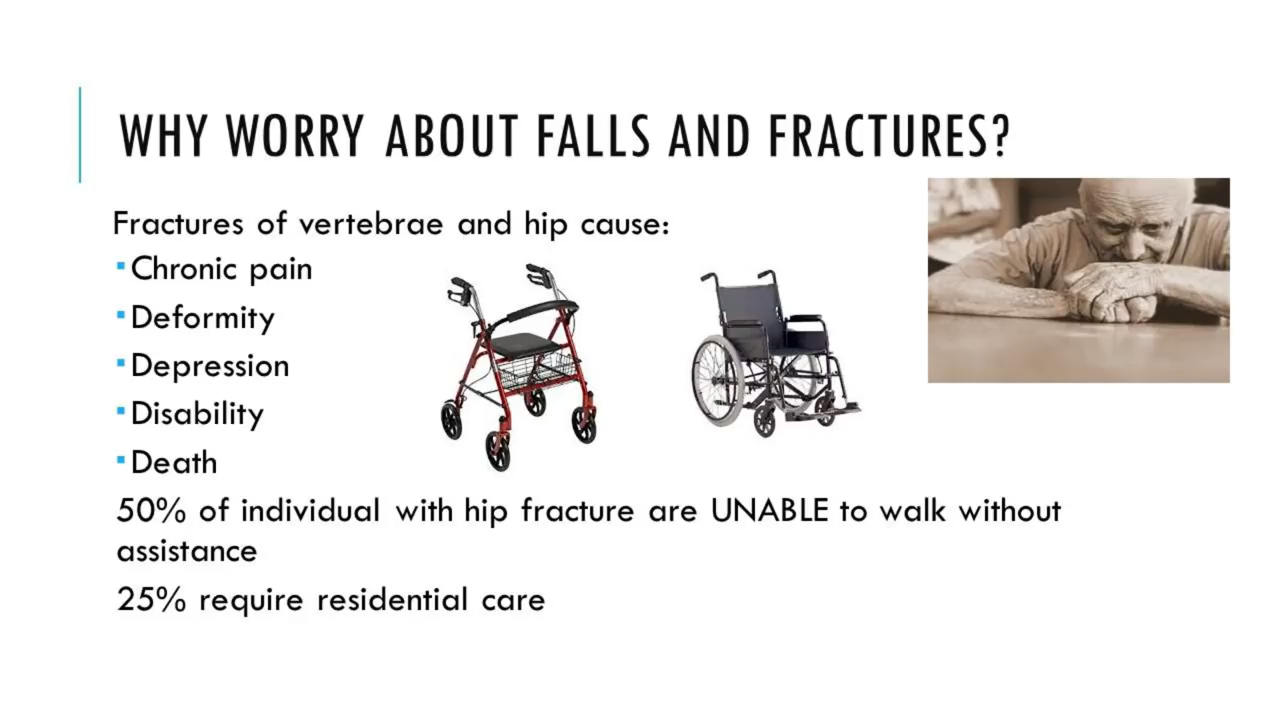 WHY WORRY ABOUT FALLS AND FRACTURES?
Fractures of vertebrae and hip cause:
▪Chronic pain
▪Deformity
▪Depression
▪Disability
▪Death
50% of individual with hip fracture are UNABLE to walk without
assistance
25% require residential care